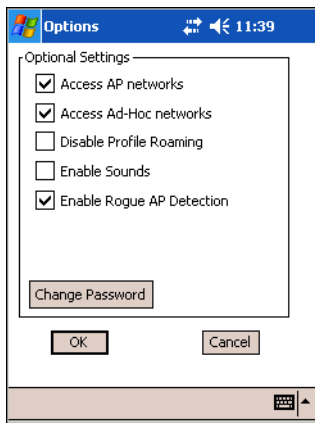 Options 11:39
Optional Settings
Access AP networks
Access Ad-Hoc networks
Disable Profile Roaming
Enable Sounds
Enable Rogue AP Detection
Change Password
OK Cancel